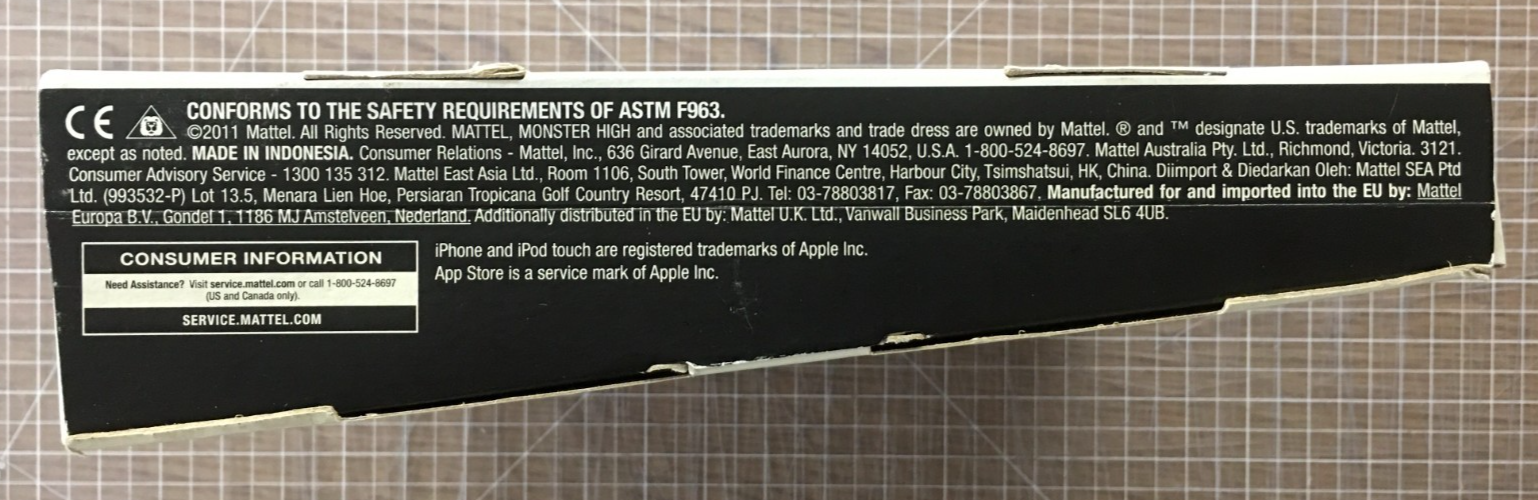 CE CONFORMS TO THE SAFETY REQUIREMENTS OF ASTM F963.
©2011 Mattel. All Rights Reserved. MATTEL, MONSTER HIGH and associated trademarks and trade dress are owned by Mattel. ® and ™ designate U.S. trademarks of Mattel,
except as noted. MADE IN INDONESIA. Consumer Relations - Mattel, Inc., 636 Girard Avenue, East Aurora, NY 14052, U.S.A. 1-800-524-8697. Mattel Australia Pty. Ltd., Richmond, Victoria. 3121.
Consumer Advisory Service - 1300 135 312. Mattel East Asia Ltd., Room 1106, South Tower, World Finance Centre, Harbour City, Tsimshatsui, HK, China. Diimport & Diedarkan Oleh: Mattel SEA Ptd
Ltd. (993532-P) Lot 13.5, Menara Lien Hoe, Persiaran Tropicana Golf Country Resort, 47410 PJ. Tel: 03-78803817, Fax: 03-78803867. Manufactured for and imported into the EU by: Mattel
Europa B.V., Gondel 1, 1186 MJ Amstelveen, Nederland. Additionally distributed in the EU by: Mattel U.K. Ltd., Vanwall Business Park, Maidenhead SL6 4UB.
CONSUMER INFORMATION
Need Assistance? Visit service.mattel.com or call 1-800-524-8697
(US and Canada only).
SERVICE.MATTEL.COM
iPhone and iPod touch are registered trademarks of Apple Inc.
App Store is a service mark of Apple Inc.